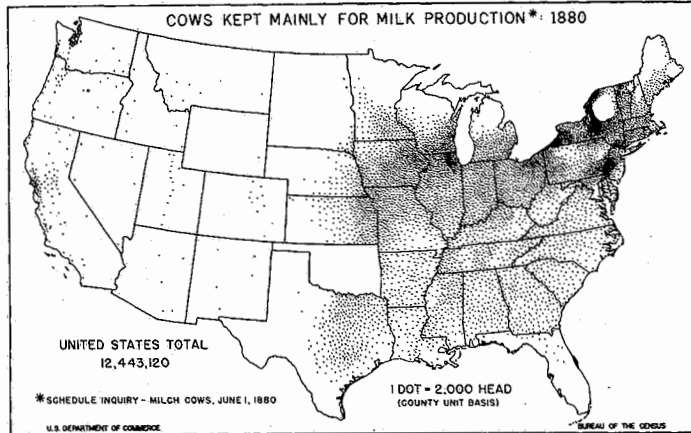 COWS KEPT MAINLY FOR MILK PRODUCTION*: 1880
UNITED STATES TOTAL
12,443,120
*SCHEDULE INQUIRY - MILCH COWS, JUNE 1, 1880
1 DOT = 2,000 HEAD
(COUNTY UNIT BASIS)
U.S. DEPARTMENT OF COMMERCE
BUREAU OF THE CENSUS